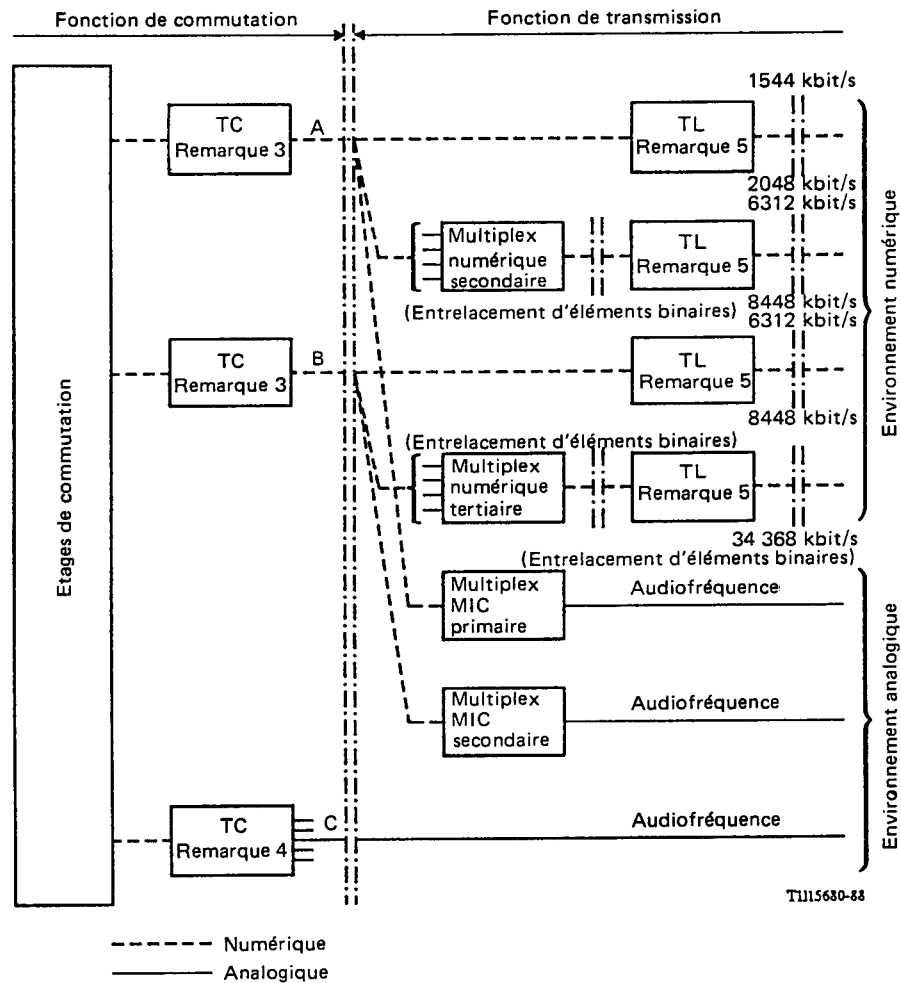 Fonction de commutation
Fonction de transmission
1544 kbit/s
TC
Remarque 3
A
TL
Remarque 5
2048 kbit/s
6312 kbit/s
Multiplex
numérique
secondaire
TL
Remarque 5
(Entrelacement d'éléments binaires)
8448 kbit/s
6312 kbit/s
TC
Remarque 3
B
TL
Remarque 5
8448 kbit/s
(Entrelacement d'éléments binaires)
Multiplex
numérique
tertiaire
TL
Remarque 5
34 368 kbit/s
(Entrelacement d'éléments binaires)
Environnement numérique
Etages de commutation
Multiplex
MIC
primaire
Audiofréquence
Multiplex
MIC
secondaire
Audiofréquence
TC
Remarque 4
C
Audiofréquence
Environnement analogique
T1115680-88
Numérique
Analogique